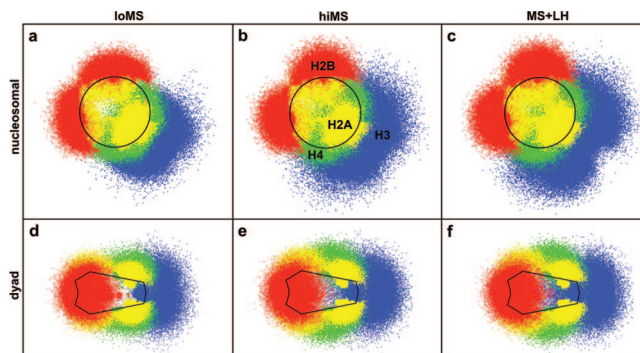 loMS hiMS MS+LH
nucleosomal
a b c
H2B
H2A
H3
H4
dyad
d e f